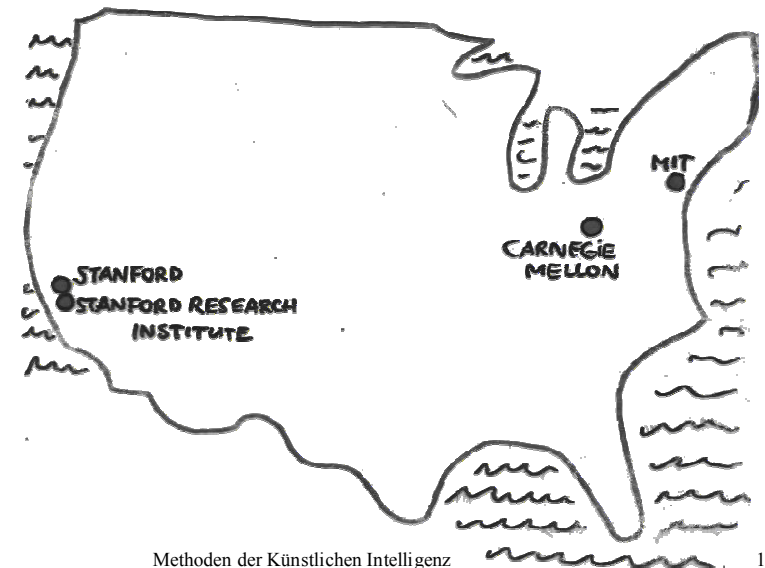 MIT
CARNEGIE
MELLON
STANFORD
STANFORD RESEARCH
INSTITUTE
Methoden der Künstlichen Intelligenz
1